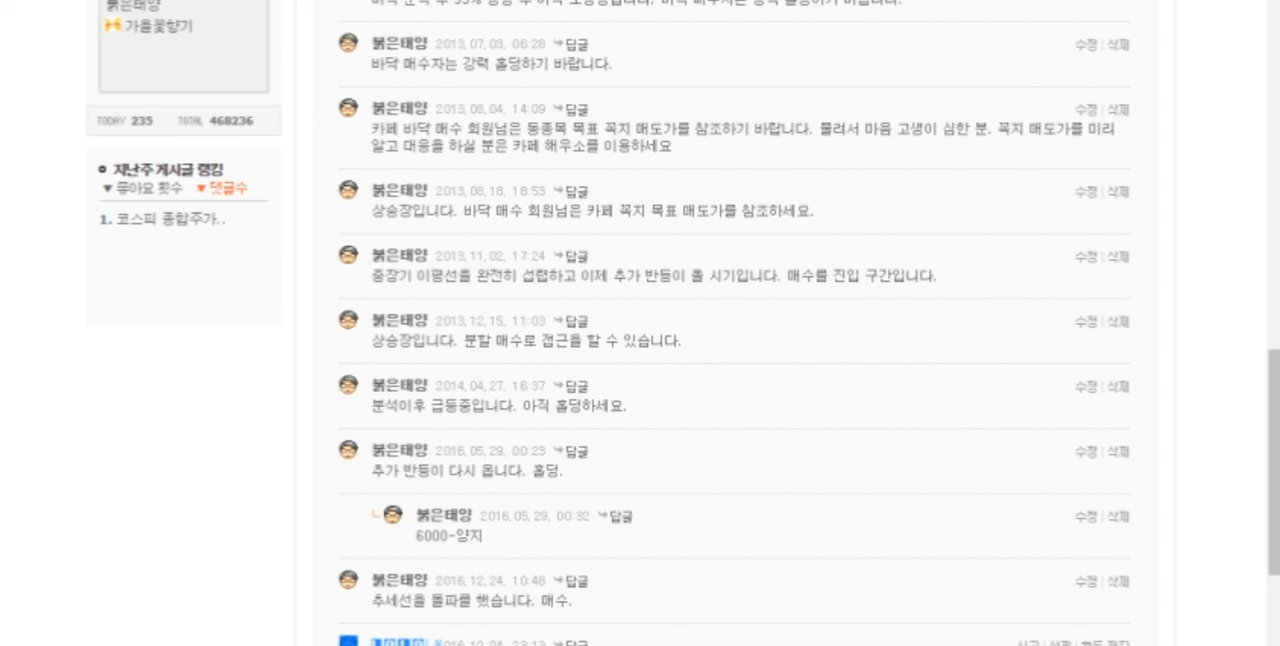 붉은태양
가을꽃향기
TODAY 235 TOTAL 468236
지난주 게시글 랭킹
▼ 좋아요 횟수 ▼ 댓글수
1. 코스피 종합주가..
붉은태양 2013.07.03. 06:28 답글 수정 | 삭제
바닥 매수자는 강력 홀딩하기 바랍니다.
붉은태양 2013.08.04. 14:09 답글 수정 | 삭제
카페 바닥 매수 회원님은 동종목 목표 꼭지 매도가를 참조하기 바랍니다. 물려서 마음 고생이 심한 분. 꼭지 매도가를 미리
알고 대응을 하실 분은 카페 해우소를 이용하세요
붉은태양 2013.08.18. 18:53 답글 수정 | 삭제
상승장입니다. 바닥 매수 회원님은 카페 꼭지 목표 매도가를 참조하세요.
붉은태양 2013.11.02. 17:24 답글 수정 | 삭제
중장기 이평선을 완전히 섭렵하고 이제 추가 반등이 올 시기입니다. 매수를 진입 구간입니다.
붉은태양 2013.12.15. 11:03 답글 수정 | 삭제
상승장입니다. 분할 매수로 접근을 할 수 있습니다.
붉은태양 2014.04.27. 16:37 답글 수정 | 삭제
분석이후 급등중입니다. 아직 홀딩하세요.
붉은태양 2016.05.29. 00:23 답글 수정 | 삭제
추가 반등이 다시 옵니다. 홀딩.
붉은태양 2016.05.29. 00:32 답글 수정 | 삭제
6000-양지
붉은태양 2016.12.24. 10:48 답글 수정 | 삭제
추세선을 돌파를 했습니다. 매수.